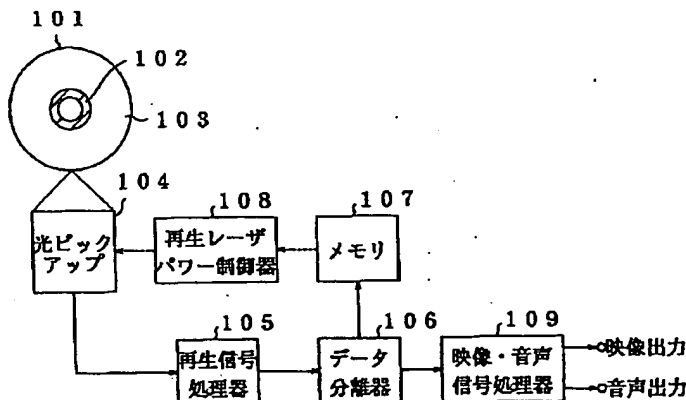 101
102
103
104
108
107
光ピック
アップ
再生レーザ
パワー制御器
メモリ
105
106
109
再生信号
処理器
データ
分離器
映像・音声
信号処理器
映像出力
音声出力